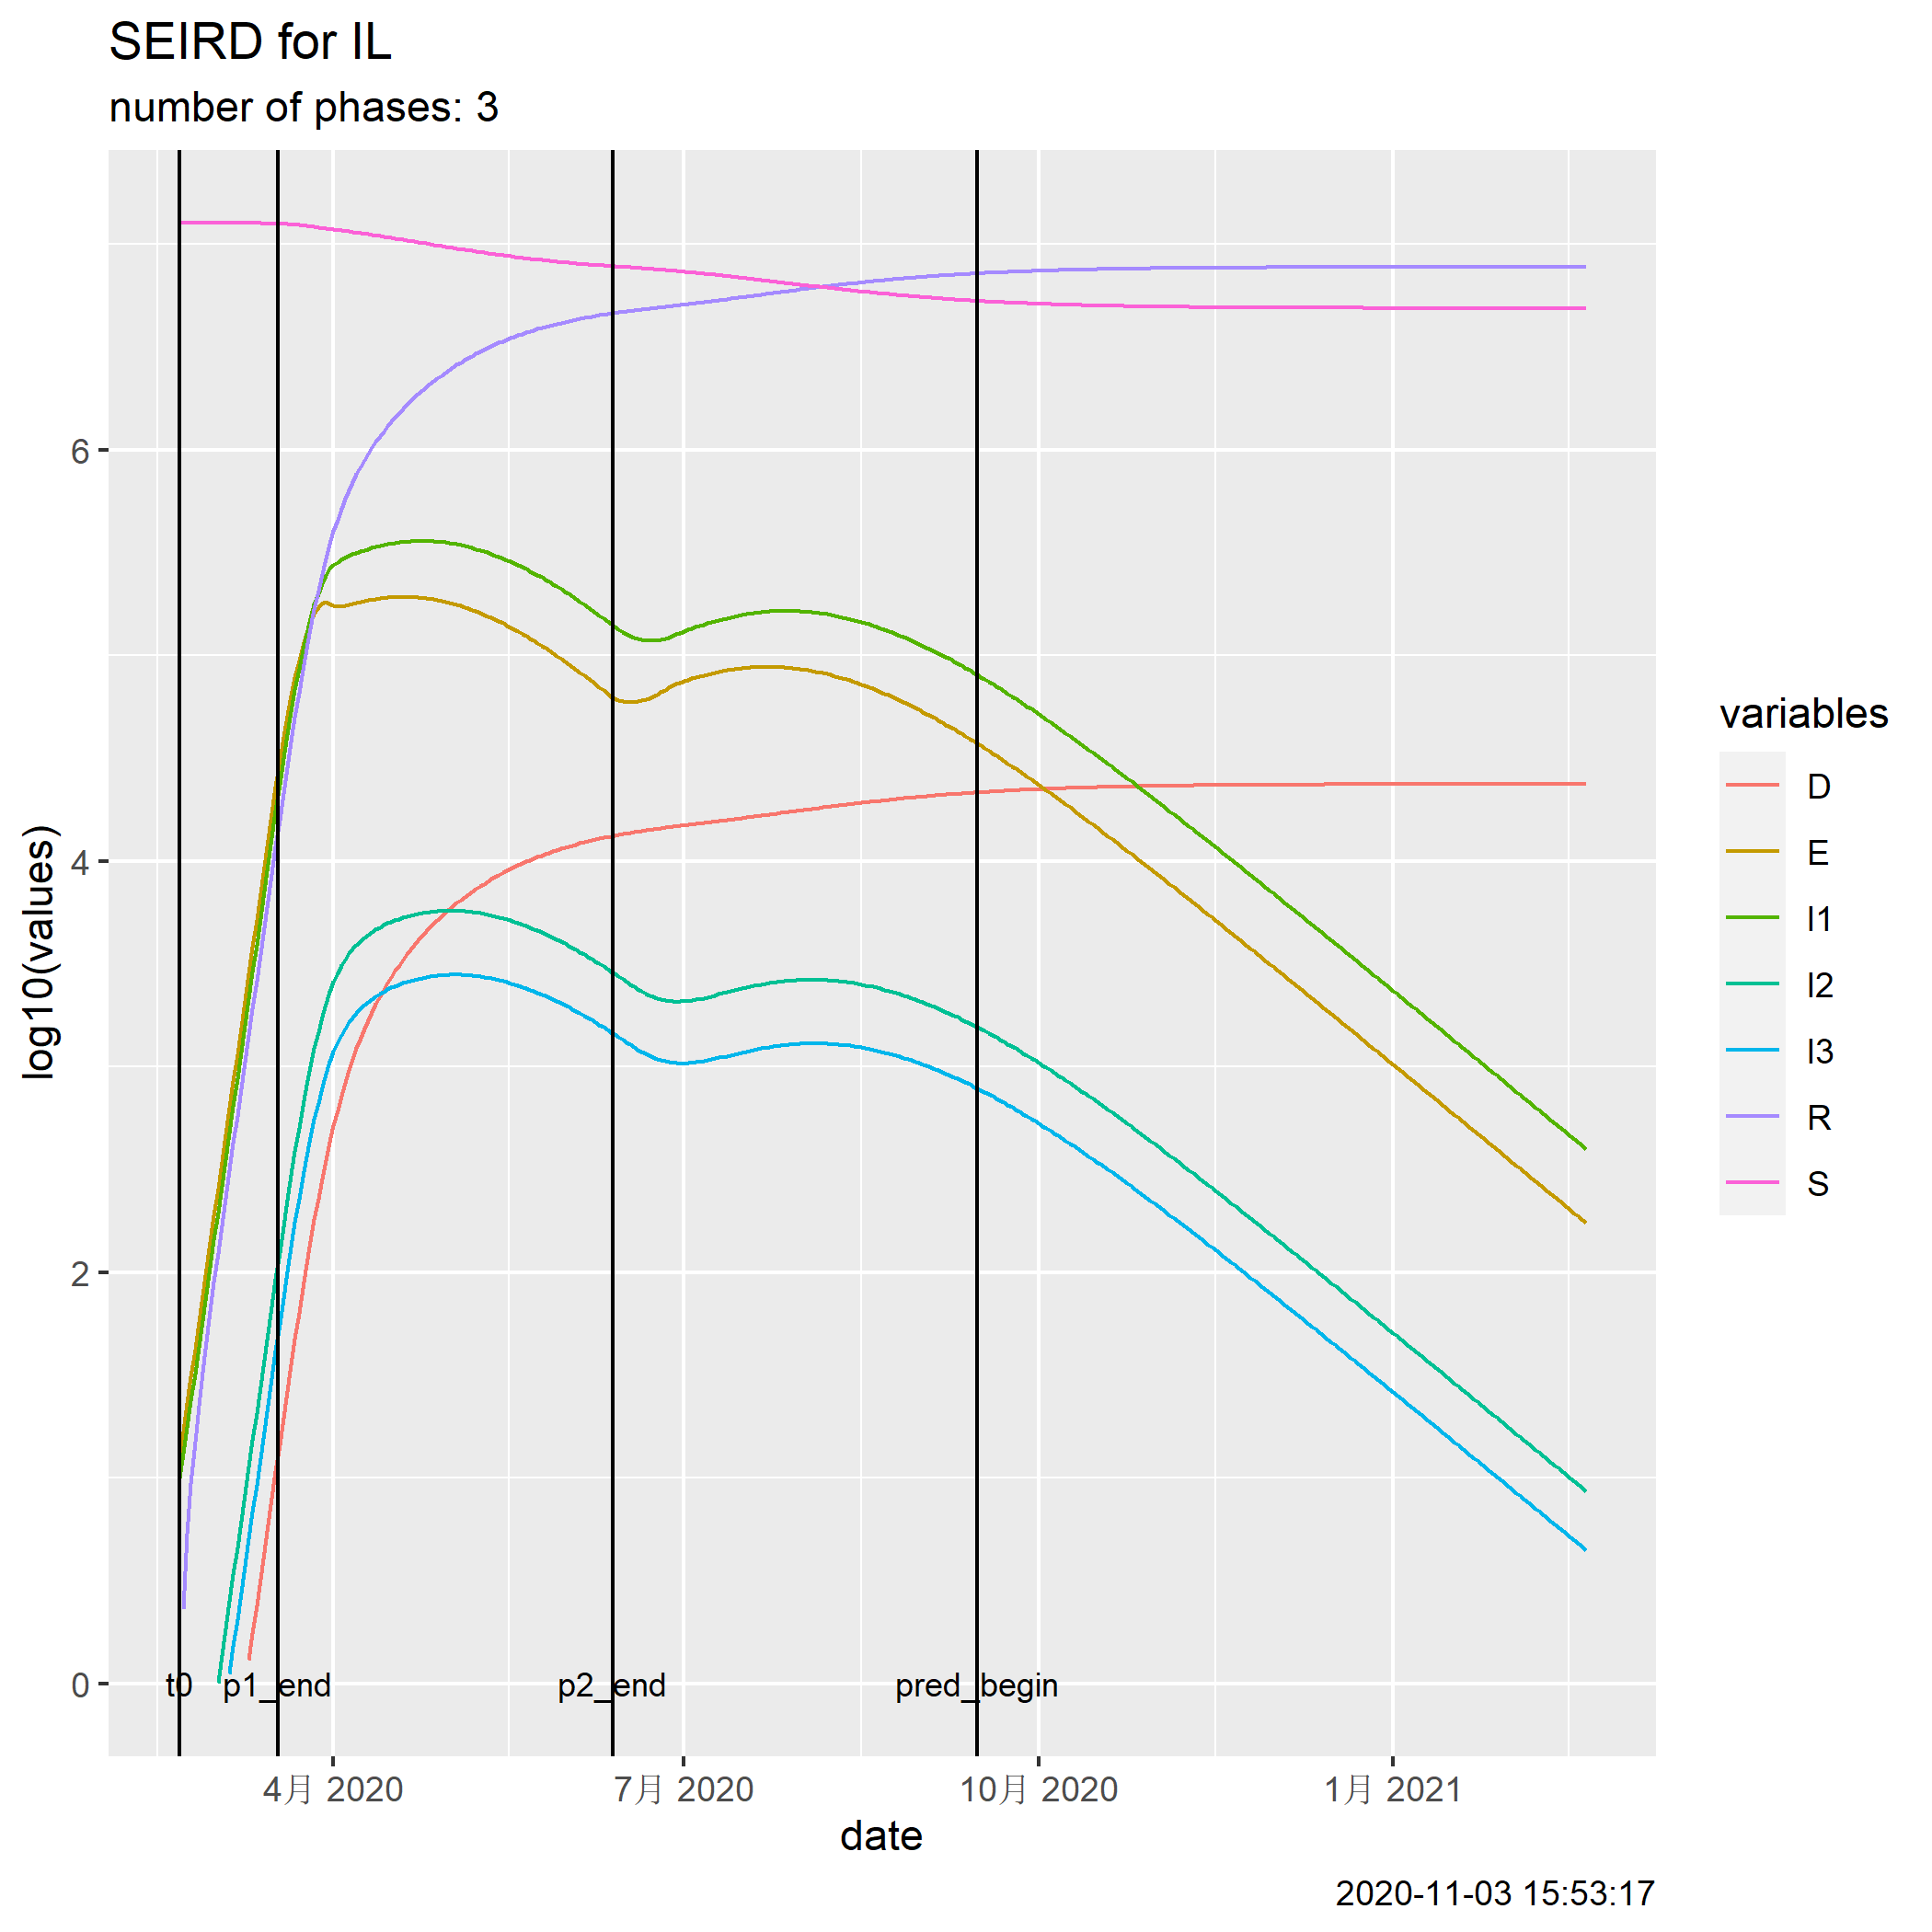 SEIRD for IL
number of phases: 3
log10(values)
6
4
2
0
t0 p1_end p2_end pred_begin
4月 2020 7月 2020 10月 2020 1月 2021
date
variables
D
E
I1
I2
I3
R
S
2020-11-03 15:53:17